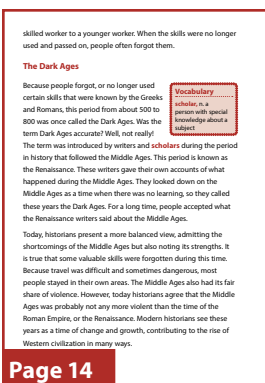 skilled worker to a younger worker. When the skills were no longer
used and passed on, people often forgot them.
The Dark Ages
Because people forgot, or no longer used
certain skills that were known by the Greeks
and Romans, this period from about 500 to
800 was once called the Dark Ages. Was the
term Dark Ages accurate? Well, not really!
The term was introduced by writers and scholars during the period
in history that followed the Middle Ages. This period is known as
the Renaissance. These writers gave their own accounts of what
happened during the Middle Ages. They looked down on the
Middle Ages as a time when there was no learning, so they called
these years the Dark Ages. For a long time, people accepted what
the Renaissance writers said about the Middle Ages.
Vocabulary
scholar, n. a
person with special
knowledge about a
subject
Today, historians present a more balanced view, admitting the
shortcomings of the Middle Ages but also noting its strengths. It
is true that some valuable skills were forgotten during this time.
Because travel was difficult and sometimes dangerous, most
people stayed in their own areas. The Middle Ages also had its fair
share of violence. However, today historians agree that the Middle
Ages was probably not any more violent than the time of the
Roman Empire, or the Renaissance. Modern historians see these
years as a time of change and growth, contributing to the rise of
Western civilization in many ways.
Page 14